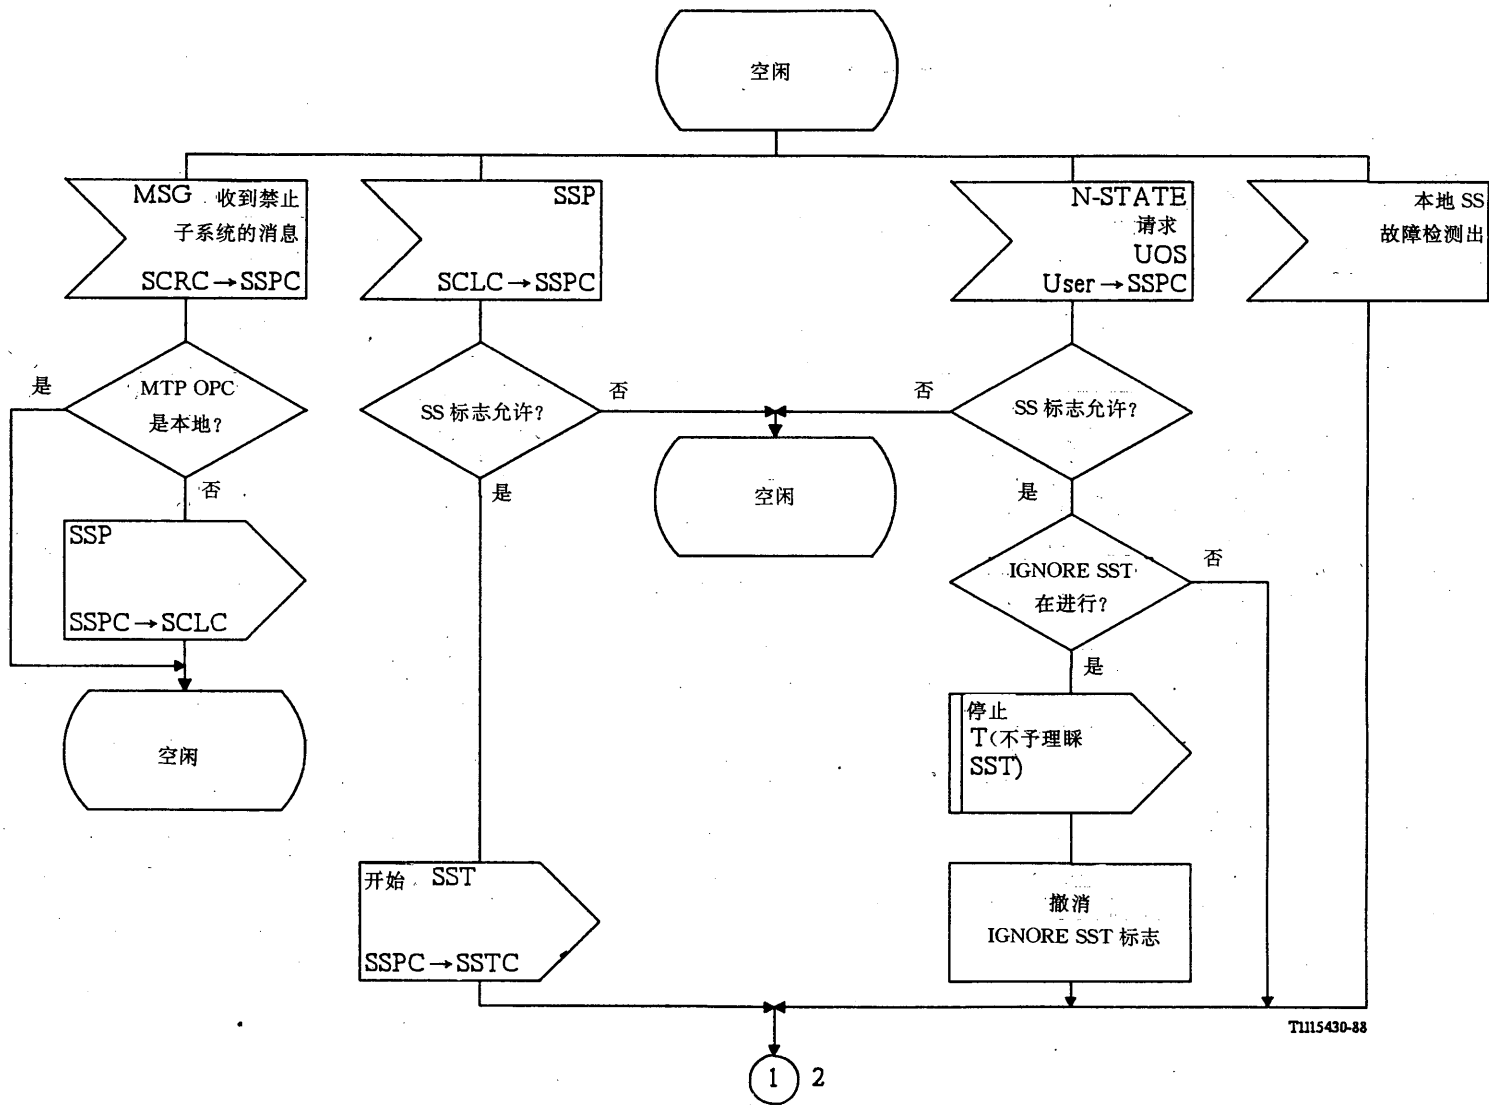 空闲
MSG 收到禁止
子系统的消息
SCRC→SSPC
SSP
SCLC→SSPC
N-STATE
请求
UOS
User→SSPC
本地 SS
故障检测出
是
MTP OPC
是本地?
否
SS 标志允许?
否
是
否
SS 标志允许?
是
空闲
SSP
SSPC→SCLC
IGNORE SST
在进行?
否
是
空闲
停止
T(不予理睬
SST)
开始 SST
SSPC→SSTC
撤消
IGNORE SST 标志
T1115430-88
1 2